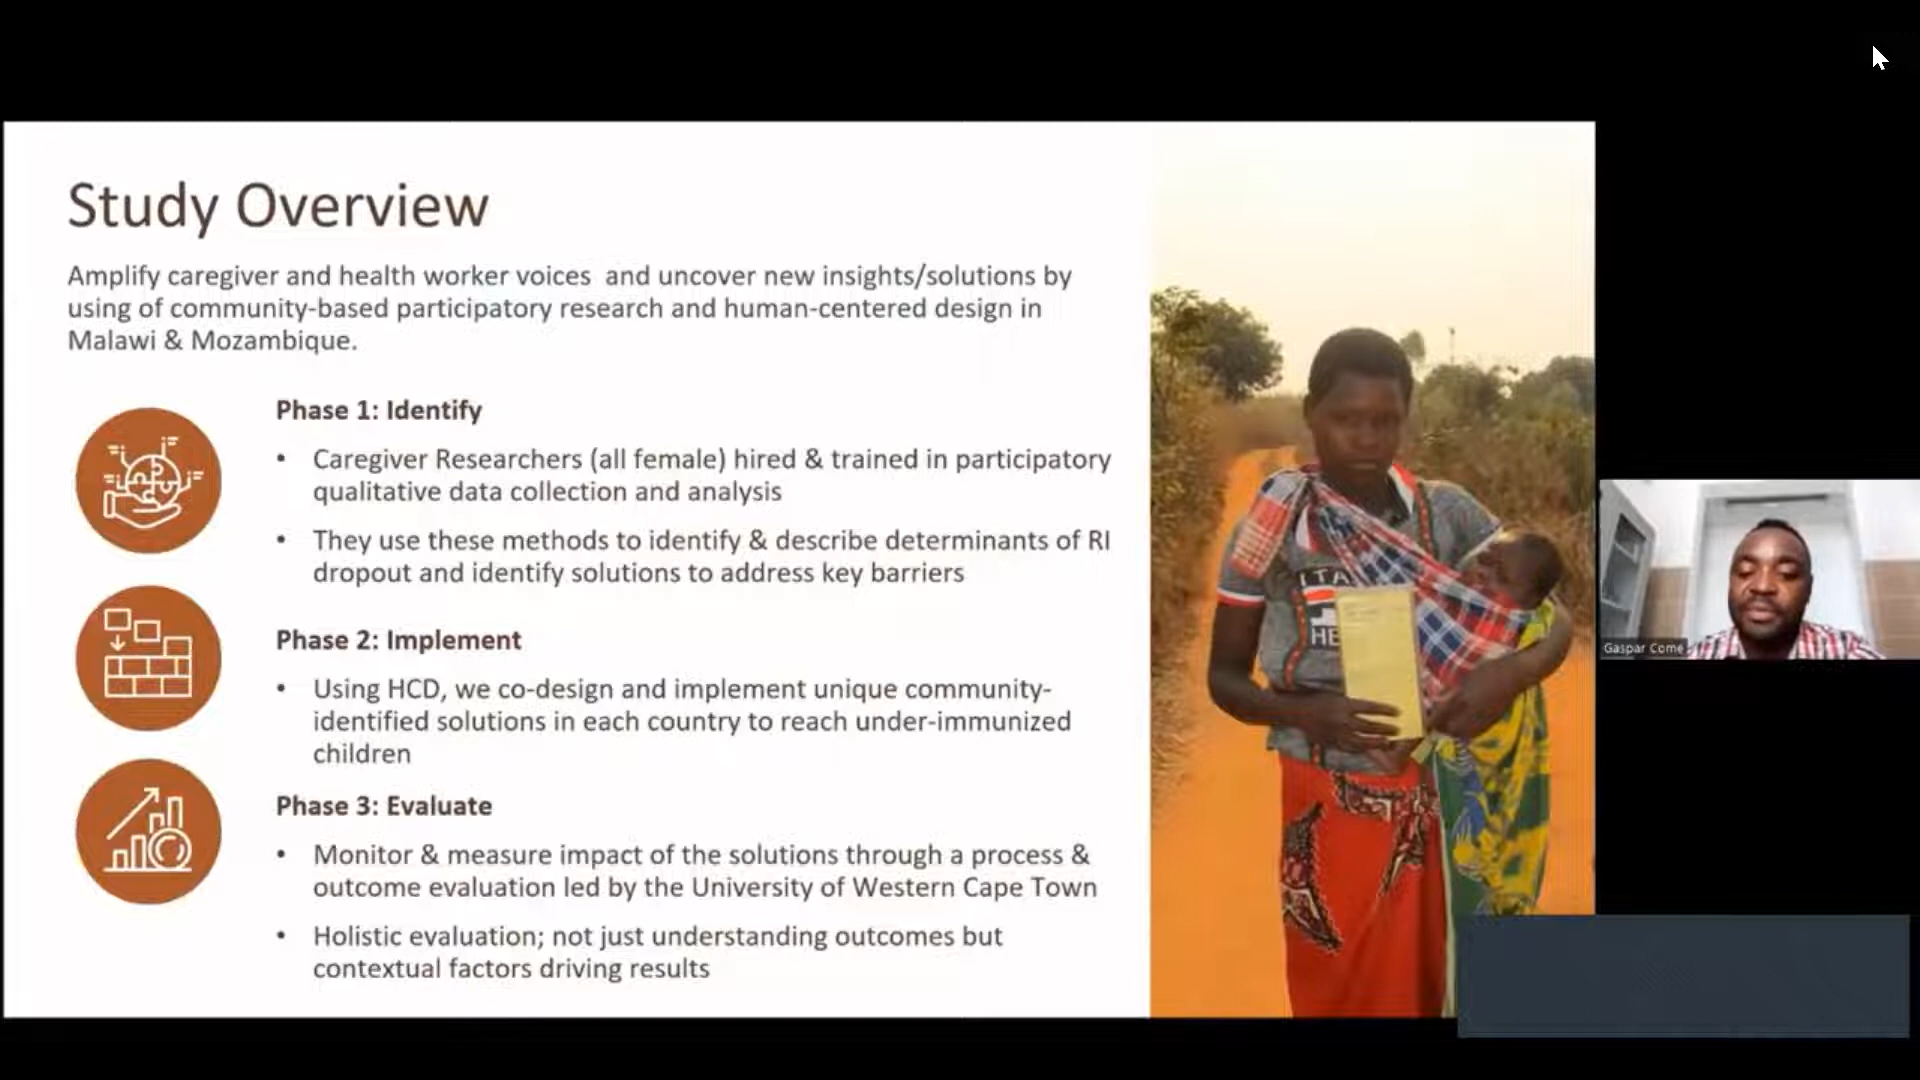 Study Overview
Amplify caregiver and health worker voices  and uncover new insights/solutions by
using of community-based participatory research and human-centered design in
Malawi & Mozambique.
Phase 1: Identify
• Caregiver Researchers (all female) hired & trained in participatory
qualitative data collection and analysis
• They use these methods to identify & describe determinants of RI
dropout and identify solutions to address key barriers
Phase 2: Implement
• Using HCD, we co-design and implement unique community-
identified solutions in each country to reach under-immunized
children
Phase 3: Evaluate
• Monitor & measure impact of the solutions through a process &
outcome evaluation led by the University of Western Cape Town
• Holistic evaluation; not just understanding outcomes but
contextual factors driving results
Gaspar Come